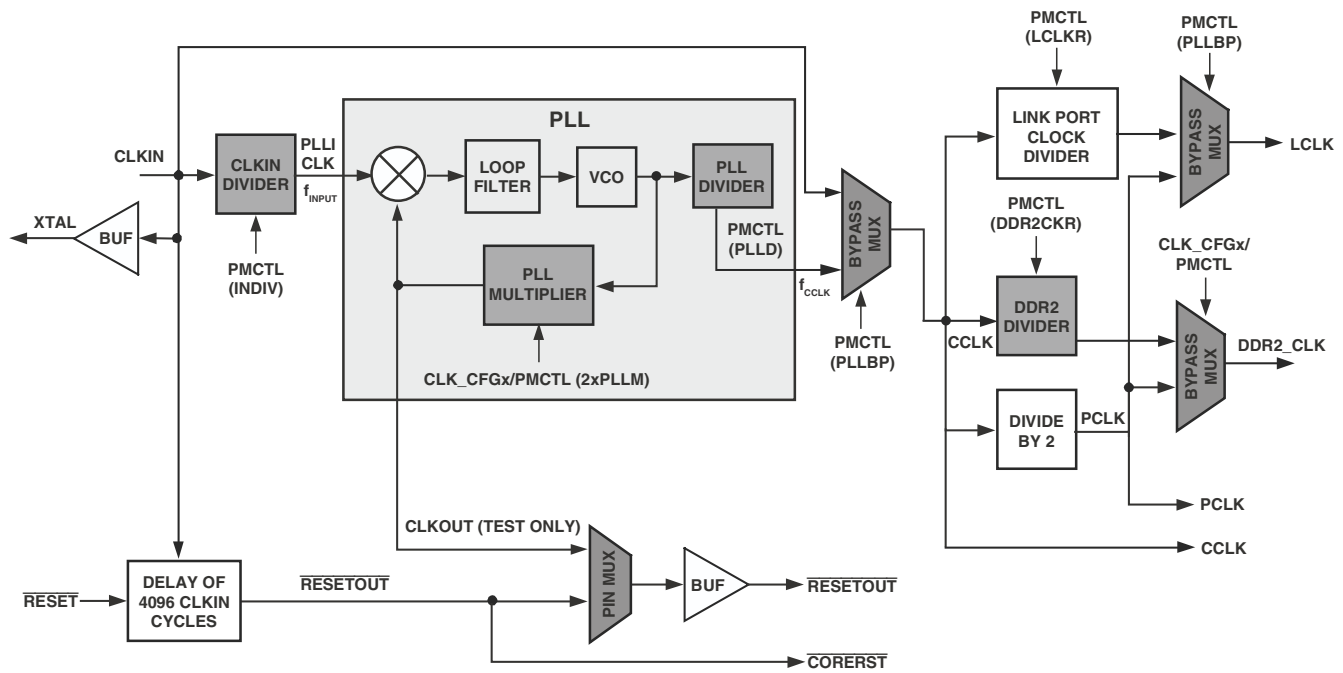 PMCTL
(LCLKR)
PMCTL
(PLLBP)
LINK PORT
CLOCK
DIVIDER
BYPASS
MUX
LCLK
PLL
CLKIN
CLKIN
DIVIDER
PLLI
CLK
fINPUT
LOOP
FILTER
VCO
PLL
DIVIDER
PMCTL
(PLLD)
BYPASS
MUX
fCCLK
XTAL
BUF
PMCTL
(INDIV)
PLL
MULTIPLIER
CLK_CFGx/PMCTL (2xPLLM)
PMCTL
(PLLBP)
PMCTL
(DDR2CKR)
CLK_CFGx/
PMCTL
CCLK
DDR2
DIVIDER
BYPASS
MUX
DDR2_CLK
DIVIDE
BY 2
PCLK
PCLK
CCLK
CLKOUT (TEST ONLY)
RESET
DELAY OF
4096 CLKIN
CYCLES
RESETOUT
PIN MUX
BUF
RESETOUT
CORERST